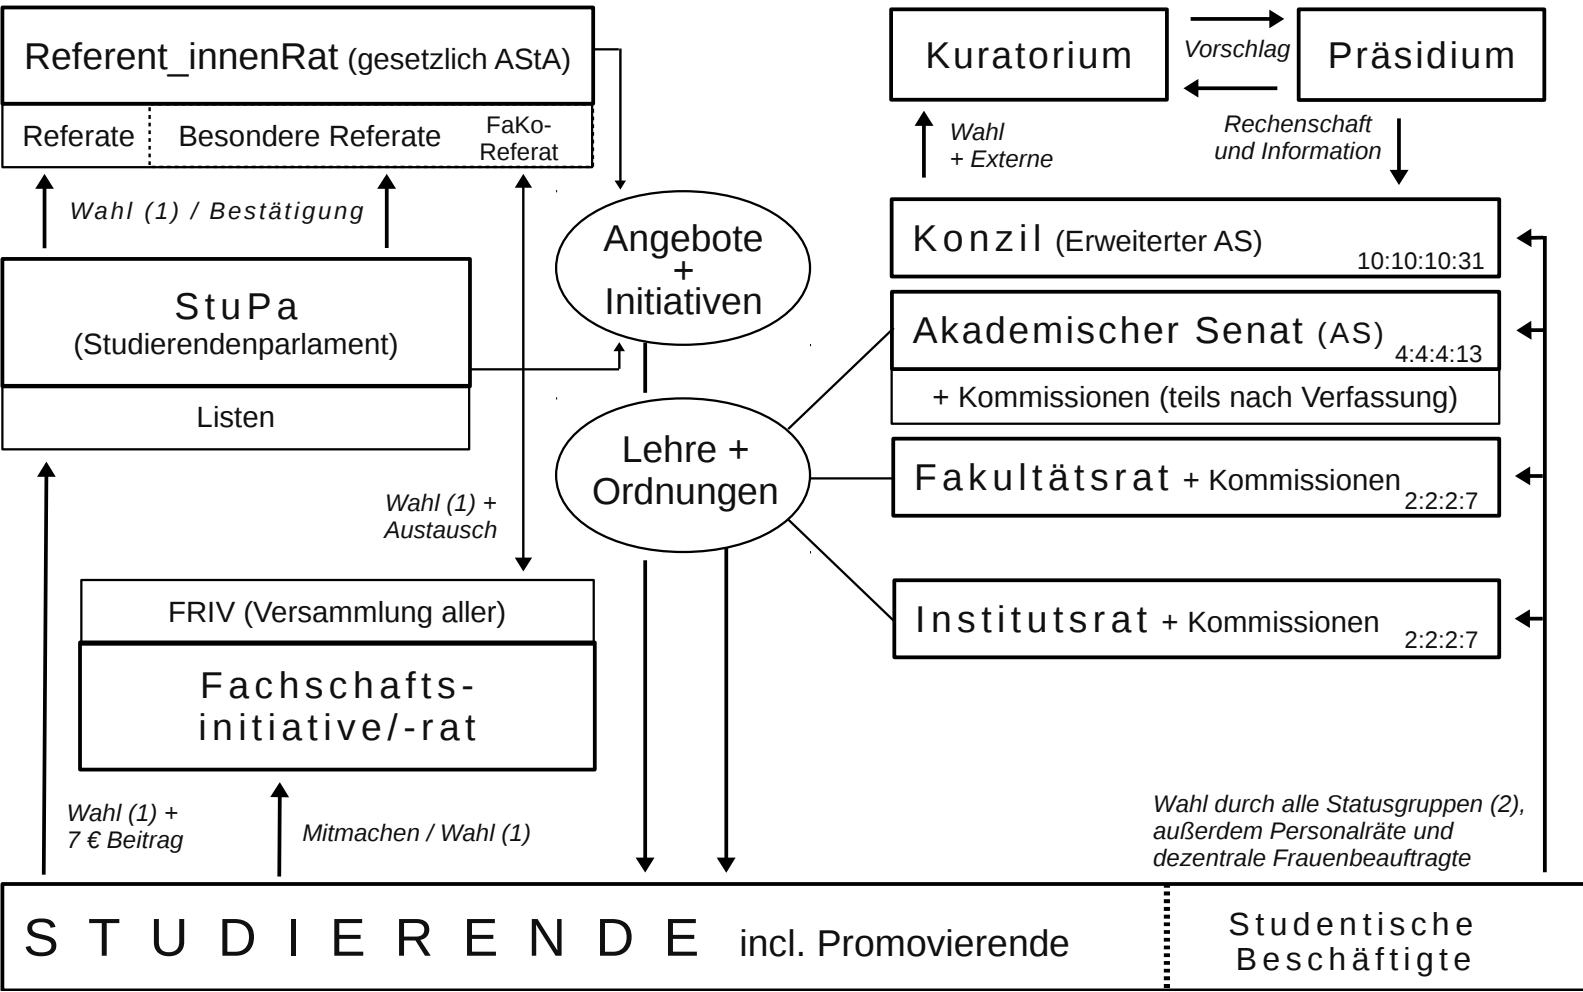 Referent_innenRat (gesetzlich AStA)
Referate
Besondere Referate
FaKo-
Referat
Wahl (1) / Bestätigung
StuPa
(Studierendenparlament)
Listen
Wahl (1) +
Austausch
FRIV (Versammlung aller)
Fachschafts-
initiative/-rat
Wahl (1) +
7 € Beitrag
Mitmachen / Wahl (1)
Angebote
+
Initiativen
Lehre +
Ordnungen
Kuratorium
Vorschlag
Präsidium
Wahl
+ Externe
Rechenschaft
und Information
Konzil (Erweiterter AS)
10:10:10:31
Akademischer Senat (AS)
4:4:4:13
+ Kommissionen (teils nach Verfassung)
Fakultätsrat + Kommissionen
2:2:2:7
Institutsrat + Kommissionen
2:2:2:7
Wahl durch alle Statusgruppen (2),
außerdem Personalräte und
dezentrale Frauenbeauftragte
STUDIERENDE incl. Promovierende
Studentische
Beschäftigte